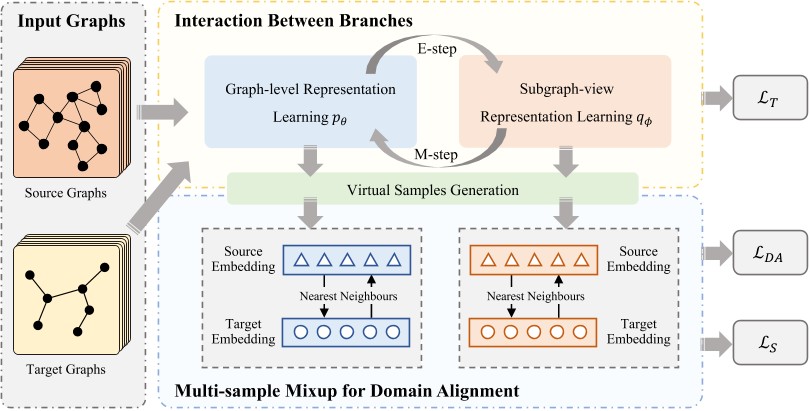 Input Graphs
Source Graphs
Target Graphs
Interaction Between Branches
E-step
Graph-level Representation
Learning pθ
Subgraph-view
Representation Learning qϕ
M-step
Virtual Samples Generation
Source
Embedding
Nearest Neighbours
Target
Embedding
Source
Embedding
Nearest Neighbours
Target
Embedding
Multi-sample Mixup for Domain Alignment
ℒT
ℒDA
ℒS